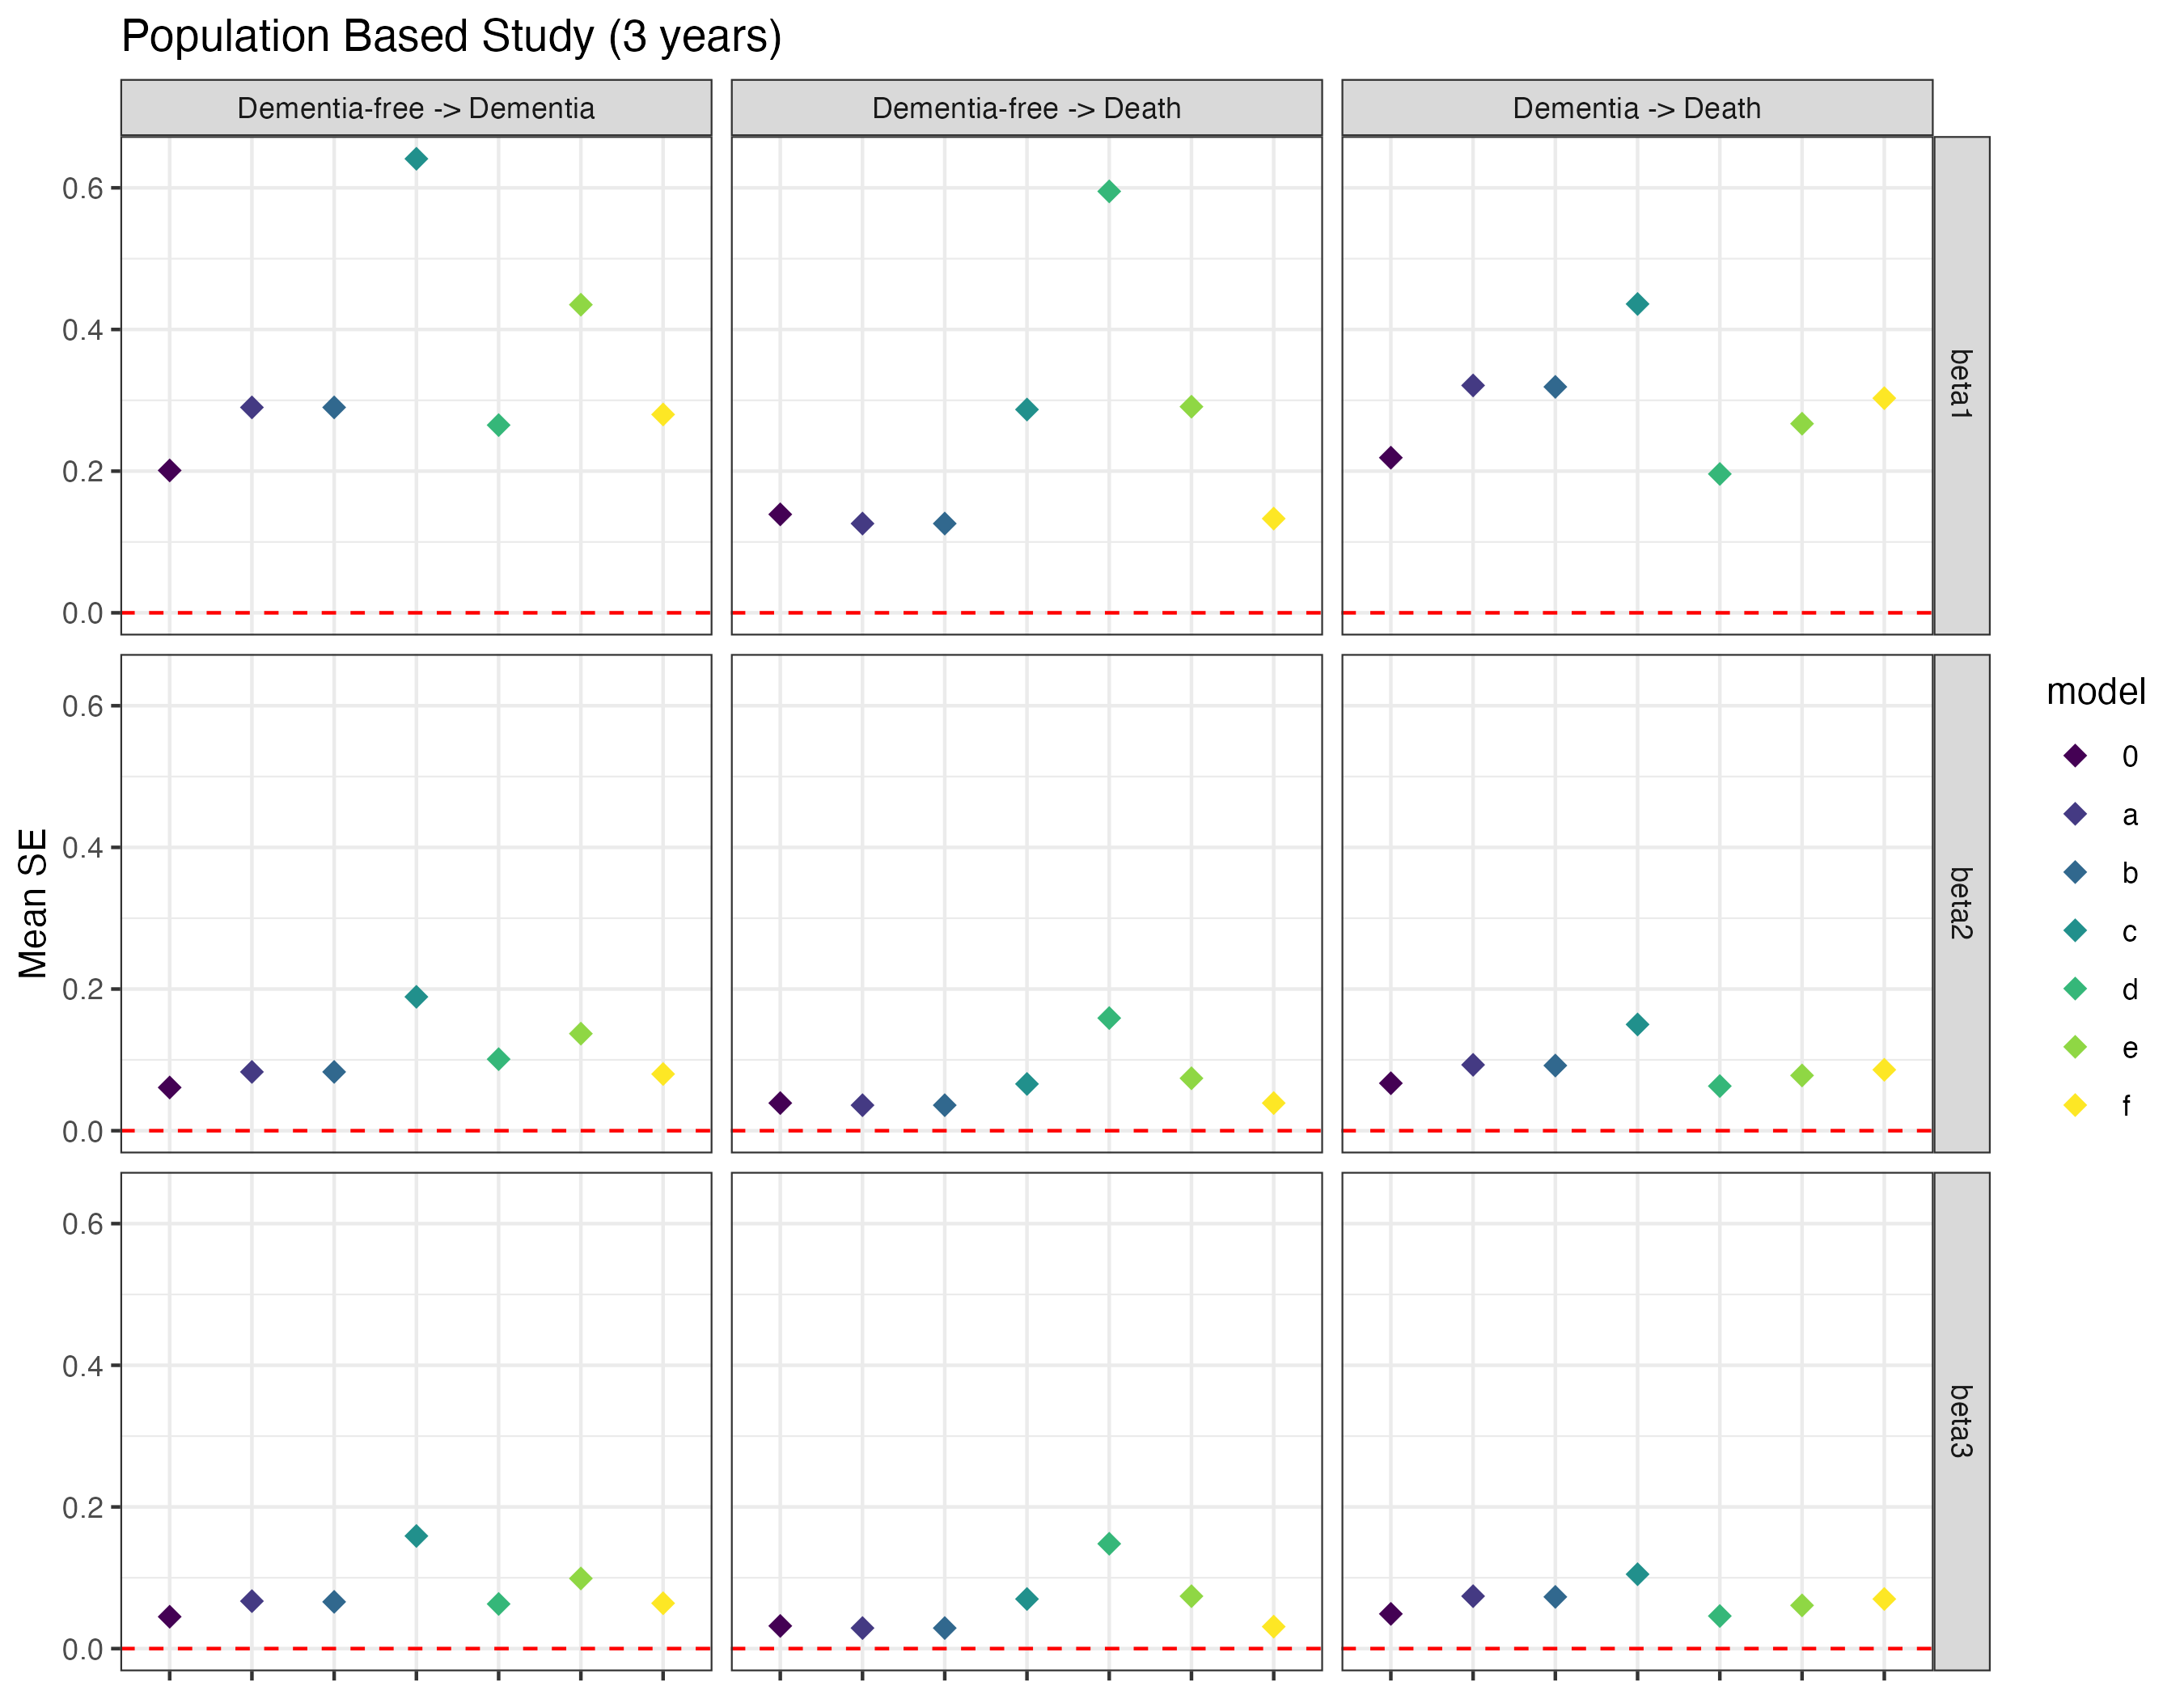 Population Based Study (3 years)
Dementia-free -> Dementia
Dementia-free -> Death
Dementia -> Death
0.6
0.4
0.2
0.0
beta1
0.6
0.4
0.2
0.0
beta2
0.6
0.4
0.2
0.0
beta3
Mean SE
model
0
a
b
c
d
e
f